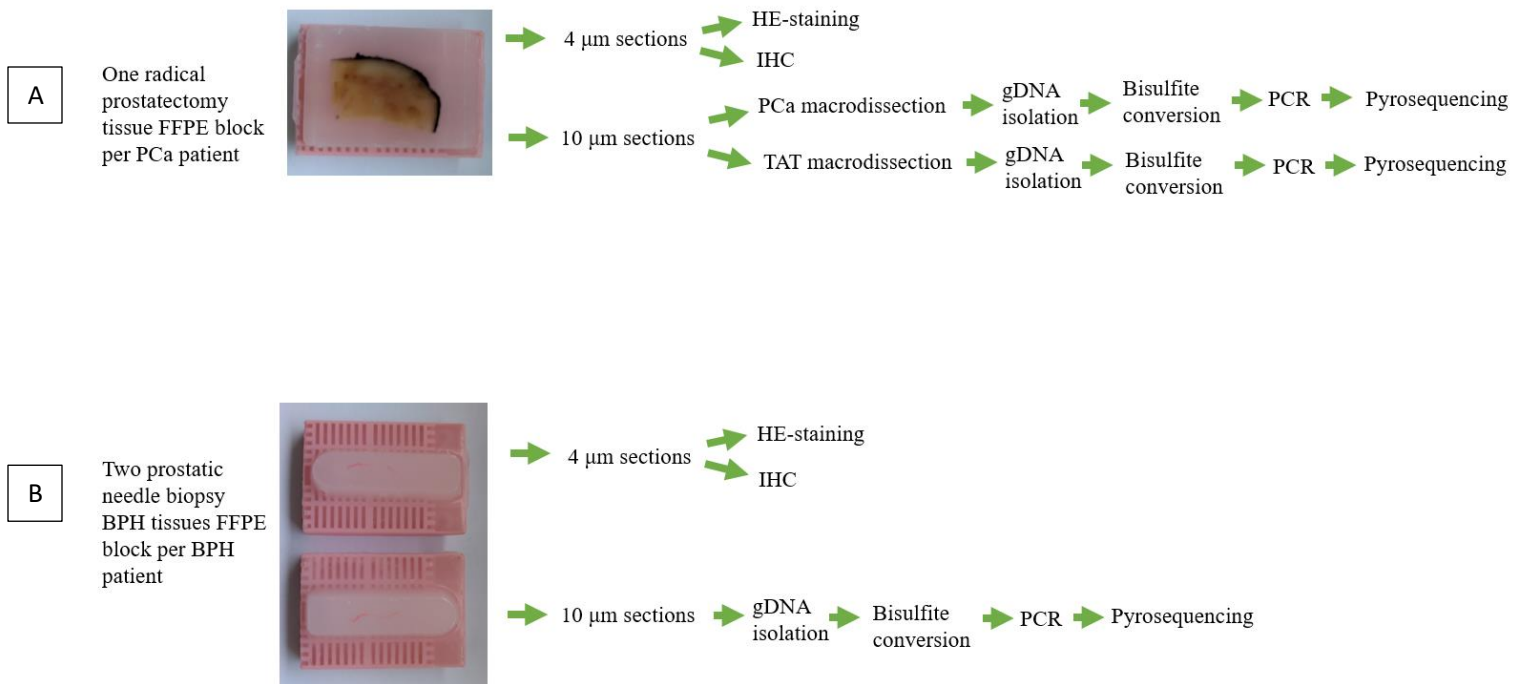 A
One radical
prostatectomy
tissue FFPE block
per PCa patient
4 μm sections
HE-staining
IHC
10 μm sections
PCa macrodissection
gDNA
isolation
Bisulfite
conversion
PCR
Pyrosequencing
TAT macrodissection
gDNA
isolation
Bisulfite
conversion
PCR
Pyrosequencing
B
Two prostatic
needle biopsy
BPH tissues FFPE
block per BPH
patient
4 μm sections
HE-staining
IHC
10 μm sections
gDNA
isolation
Bisulfite
conversion
PCR
Pyrosequencing